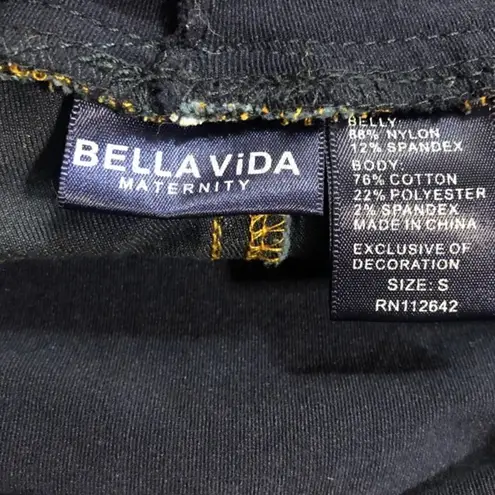 BELLA ViDA
MATERNITY
BELLY:
88% NYLON
12% SPANDEX
BODY:
76% COTTON
22% POLYESTER
2% SPANDEX
MADE IN CHINA
EXCLUSIVE OF
DECORATION
SIZE: S
RN112642